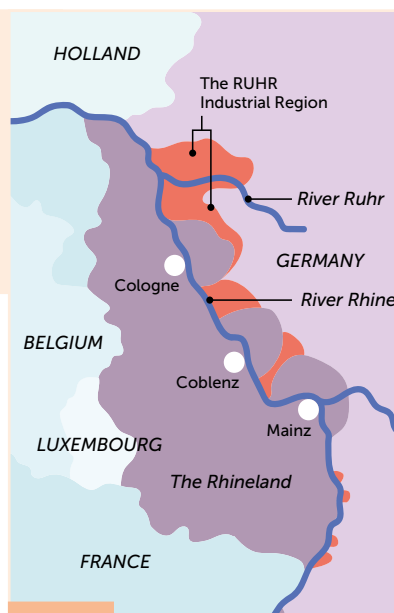 HOLLAND
The RUHR
Industrial Region
River Ruhr
GERMANY
Cologne
River Rhine
BELGIUM
Coblenz
Mainz
LUXEMBOURG
The Rhineland
FRANCE